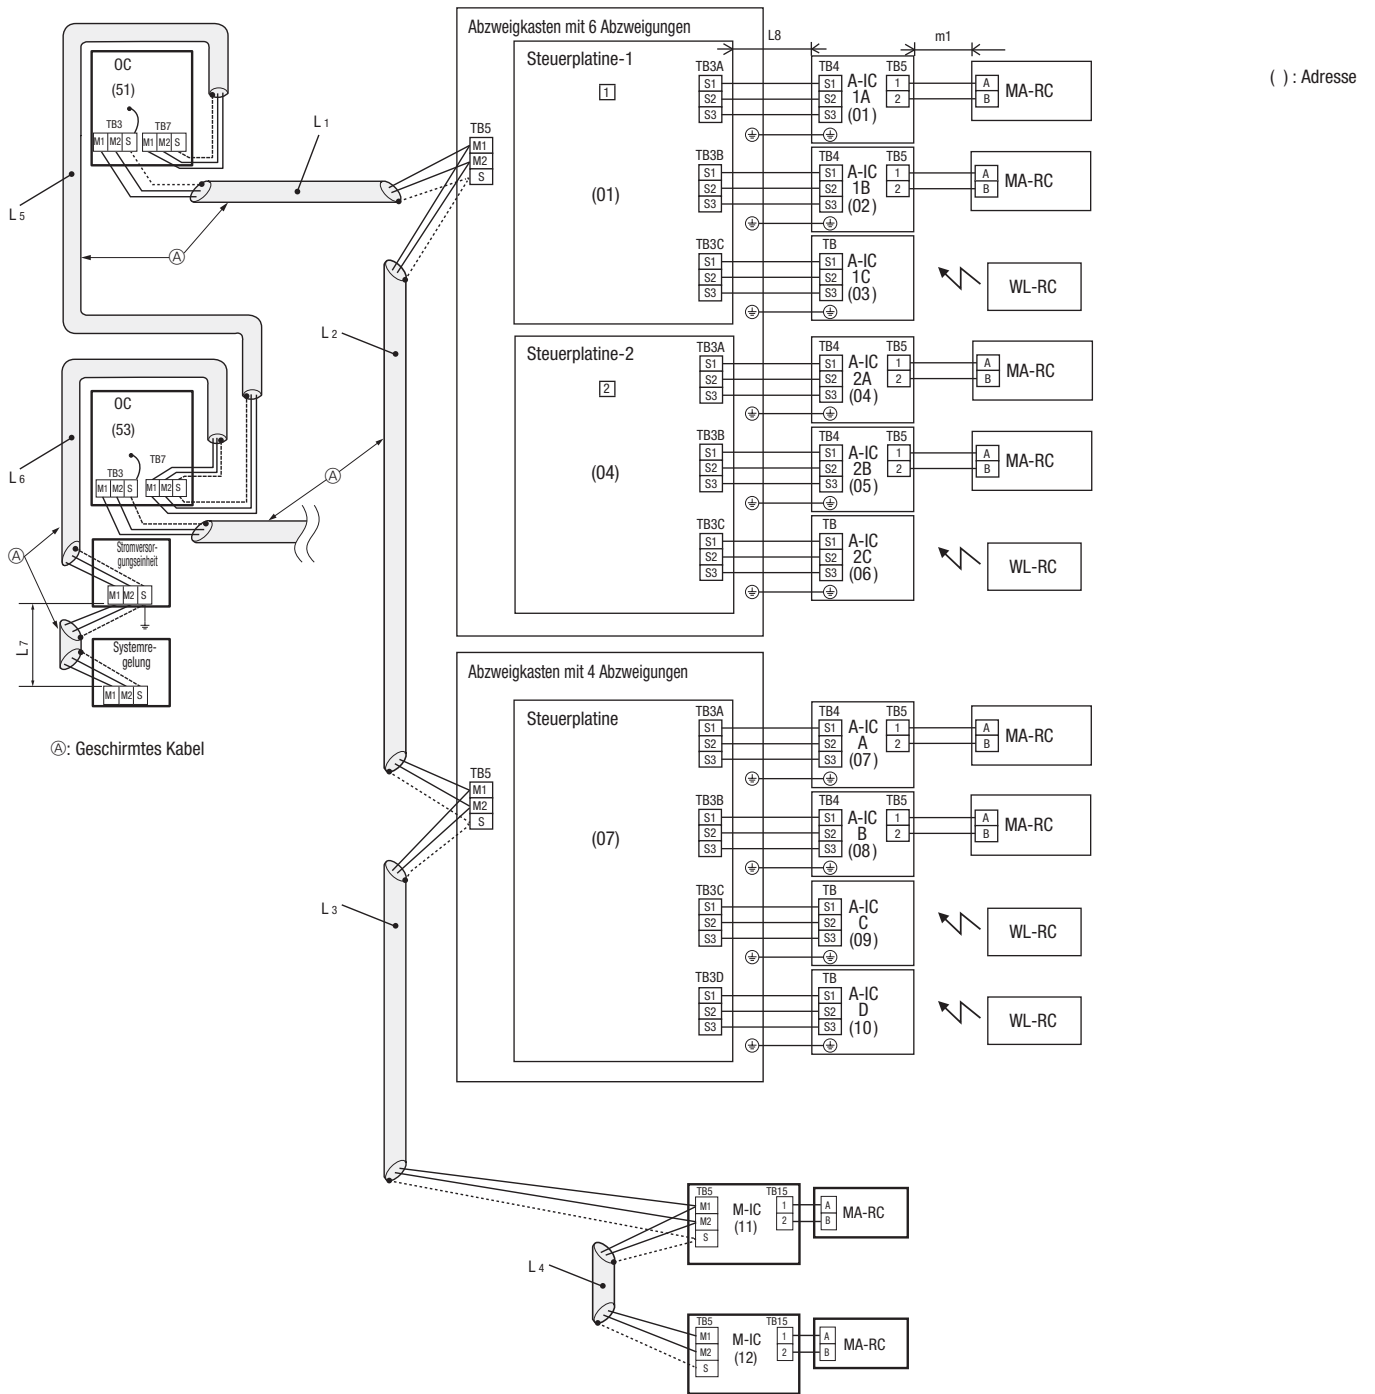 OC
(51)
TB3
TB7
M1 M2 S
M1 M2 S
L1
L5
Ⓐ
OC
(53)
TB3
TB7
M1 M2 S
M1 M2 S
L6
Ⓐ
Stromversor-
gungseinheit
M1 M2 S
L7
Systemre-
gelung
M1 M2 S
Ⓐ: Geschirmtes Kabel
L2
Ⓐ
L3
L4
Abzweigkasten mit 6 Abzweigungen
TB5
M1
M2
S
Steuerplatine-1
1
(01)
L8
m1
( ) : Adresse
TB3A
S1
S2
S3
TB4
S1
S2
S3
A-IC
1A
(01)
TB5
1
2
A
B
MA-RC
TB3B
S1
S2
S3
TB4
S1
S2
S3
A-IC
1B
(02)
TB5
1
2
A
B
MA-RC
TB3C
S1
S2
S3
TB
S1
S2
S3
A-IC
1C
(03)
WL-RC
Steuerplatine-2
2
(04)
TB3A
S1
S2
S3
TB4
S1
S2
S3
A-IC
2A
(04)
TB5
1
2
A
B
MA-RC
TB3B
S1
S2
S3
TB4
S1
S2
S3
A-IC
2B
(05)
TB5
1
2
A
B
MA-RC
TB3C
S1
S2
S3
TB
S1
S2
S3
A-IC
2C
(06)
WL-RC
Abzweigkasten mit 4 Abzweigungen
TB5
M1
M2
S
Steuerplatine
(07)
TB3A
S1
S2
S3
TB4
S1
S2
S3
A-IC
A
(07)
TB5
1
2
A
B
MA-RC
TB3B
S1
S2
S3
TB4
S1
S2
S3
A-IC
B
(08)
TB5
1
2
A
B
MA-RC
TB3C
S1
S2
S3
TB
S1
S2
S3
A-IC
C
(09)
WL-RC
TB3D
S1
S2
S3
TB
S1
S2
S3
A-IC
D
(10)
WL-RC
TB5
M1
M2
S
M-IC
(11)
TB15
1
2
A
B
MA-RC
TB5
M1
M2
S
M-IC
(12)
TB15
1
2
A
B
MA-RC